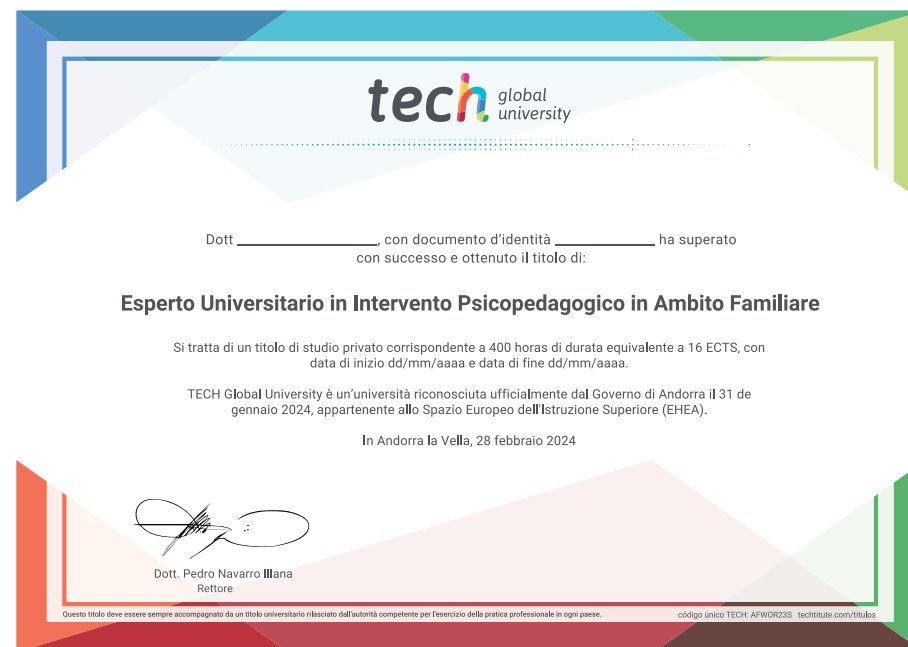 tech global
university
Dott ____________, con documento d'identità ____________ ha superato
con successo e ottenuto il titolo di:
Esperto Universitario in Intervento Psicopedagogico in Ambito Familiare
Si tratta di un titolo di studio privato corrispondente a 400 horas di durata equivalente a 16 ECTS, con
data di inizio dd/mm/aaaa e data di fine dd/mm/aaaa.
TECH Global University è un'università riconosciuta ufficialmente dal Governo di Andorra il 31 de
gennaio 2024, appartenente allo Spazio Europeo dell'Istruzione Superiore (EHEA).
In Andorra la Vella, 28 febbraio 2024
Dott. Pedro Navarro Illana
Rettore
Questo titolo deve essere sempre accompagnato da un titolo universitario rilasciato dall'autorità competente per l'esercizio della pratica professionale in ogni paese.
código único TECH: AFWOR23S techtitute.com/titulos